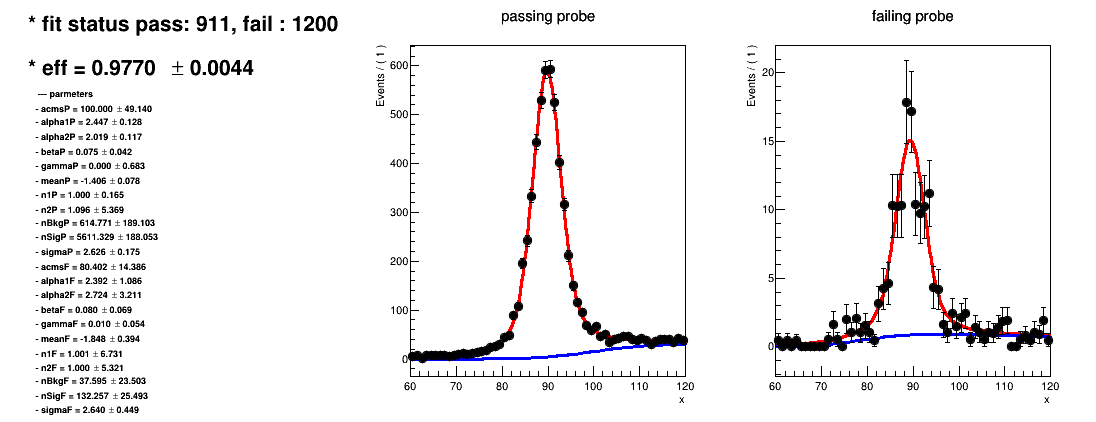 * fit status pass: 911, fail : 1200
* eff = 0.9770 ± 0.0044
--- parmeters
- acmsP = 100.000 ± 49.140
- alpha1P = 2.447 ± 0.128
- alpha2P = 2.019 ± 0.117
- betaP = 0.075 ± 0.042
- gammaP = 0.000 ± 0.683
- meanP = -1.406 ± 0.078
- n1P = 1.000 ± 0.165
- n2P = 1.096 ± 5.369
- nBkgP = 614.771 ± 189.103
- nSigP = 5611.329 ± 188.053
- sigmaP = 2.626 ± 0.175
- acmsF = 80.402 ± 14.386
- alpha1F = 2.392 ± 1.086
- alpha2F = 2.724 ± 3.211
- betaF = 0.080 ± 0.069
- gammaF = 0.010 ± 0.054
- meanF = -1.848 ± 0.394
- n1F = 1.001 ± 6.731
- n2F = 1.000 ± 5.321
- nBkgF = 37.595 ± 23.503
- nSigF = 132.257 ± 25.493
- sigmaF = 2.640 ± 0.449
passing probe
Events / ( 1 )
600
500
400
300
200
100
0
60 70 80 90 100 110 120
x
failing probe
Events / ( 1 )
20
15
10
5
0
60 70 80 90 100 110 120
x